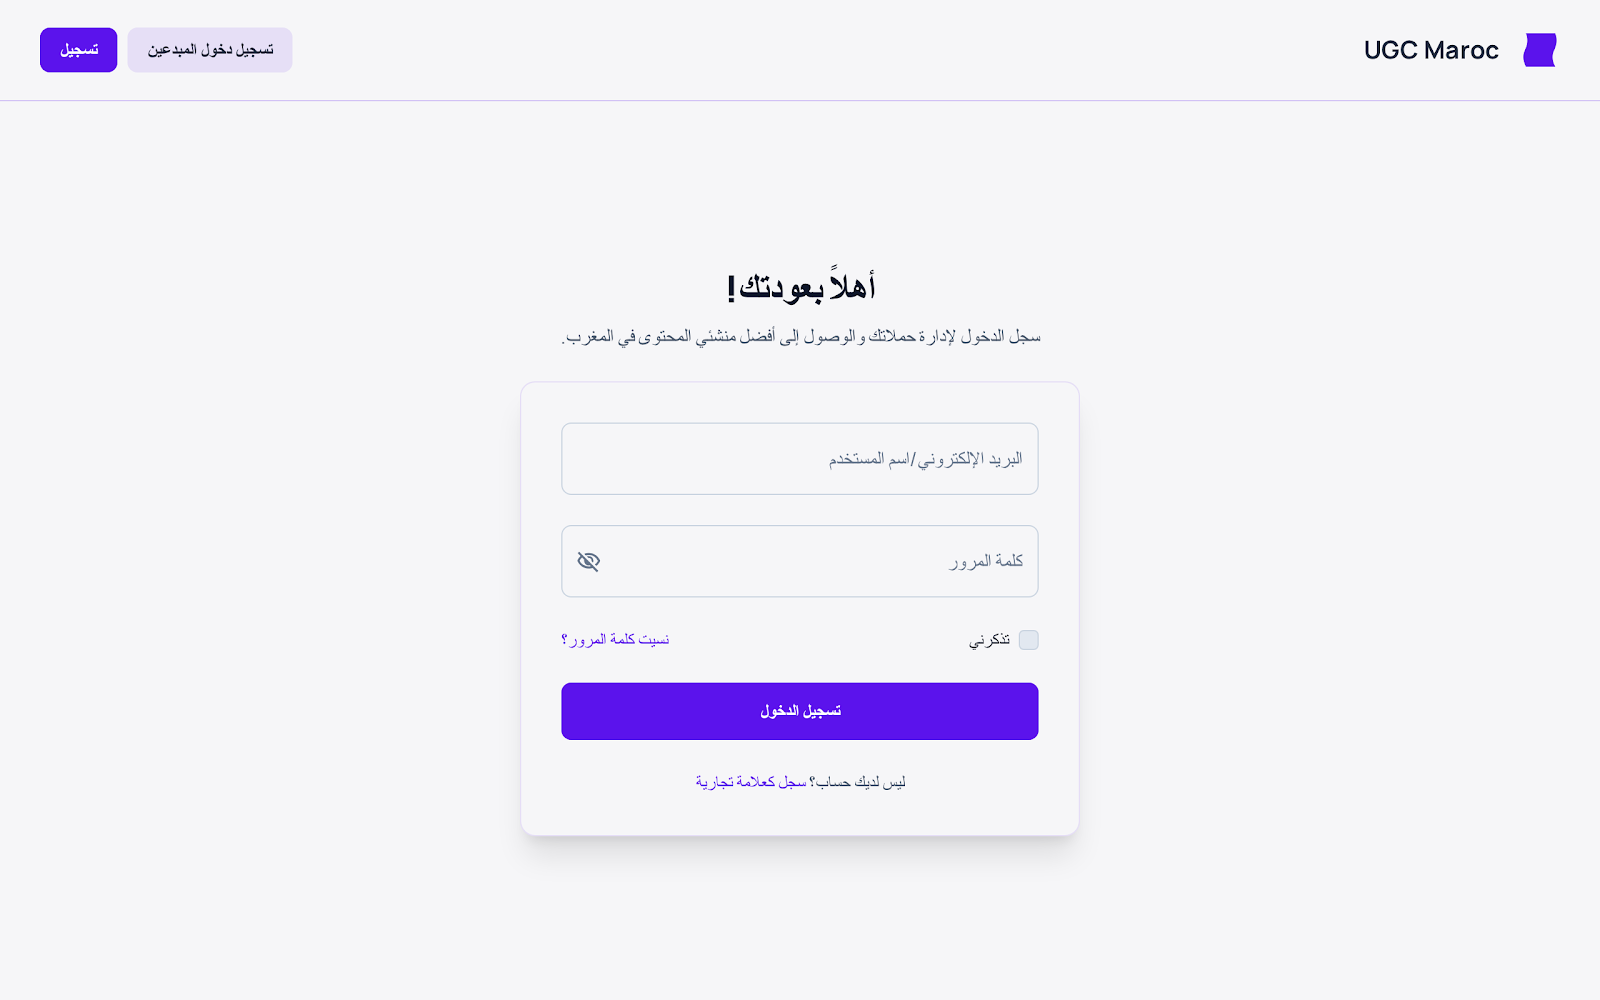 UGC Maroc
تسجيل دخول المبدعين
تسجيل
أهلاً بعودتك!
سجل الدخول لإدارة حملاتك والوصول إلى أفضل منشئي المحتوى في المغرب.
البريد الإلكتروني/اسم المستخدم
كلمة المرور
تذكرني
نسيت كلمة المرور؟
تسجيل الدخول
ليس لديك حساب؟ سجل كعلامة تجارية